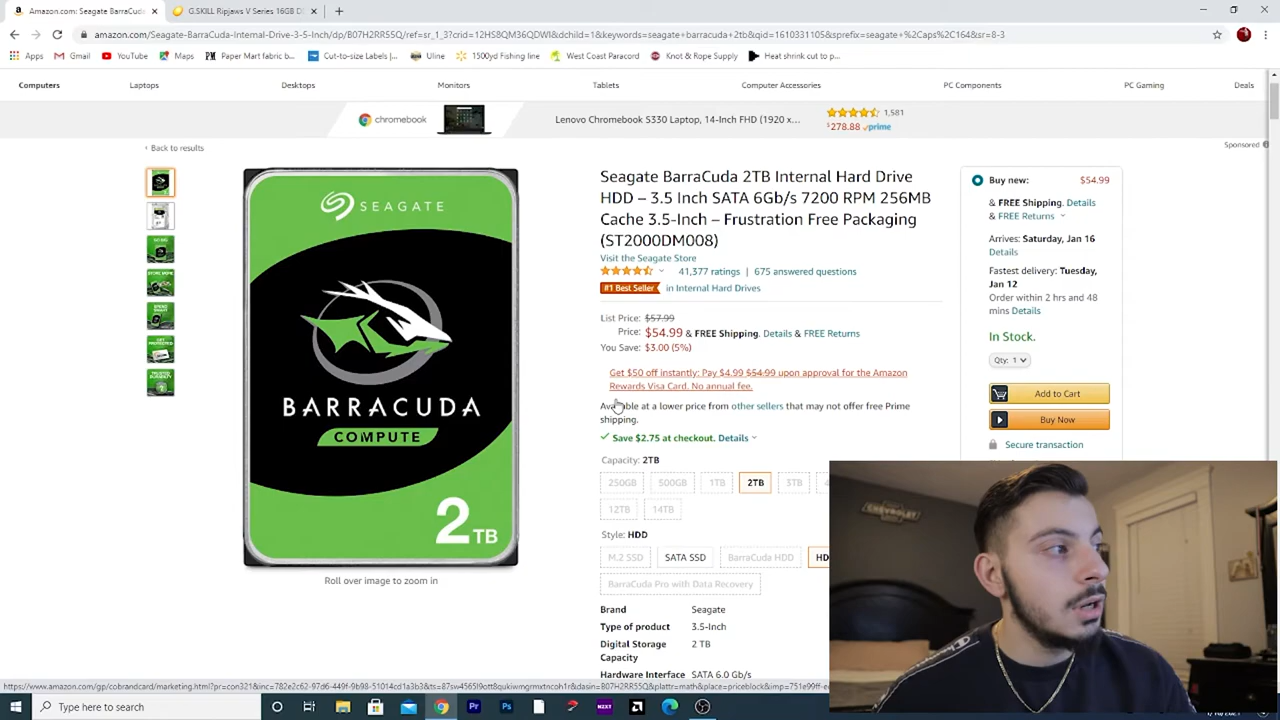 Amazon.com: Seagate BarraCuda
G.SKILL Ripjaws V Series 16GB D
amazon.com/Seagate-BarraCuda-Internal-Drive-3-5-Inch/dp/B07H2RR55Q/ref=sr_1_3?crid=12HS8QM36QDWI&dchild=1&keywords=seagate+barracuda+2tb&qid=1610331105&sprefix=seagate+%2Caps%2C164&sr=8-3
Apps Gmail YouTube Maps Paper Mart fabric b... Cut-to-size Labels |... Uline 1500yd Fishing line West Coast Paracord Knot & Rope Supply Heat shrink cut to p...
Computers Laptops Desktops Monitors Tablets Computer Accessories PC Components PC Gaming Deals
chromebook Lenovo Chromebook S330 Laptop, 14-Inch FHD (1920 x... 1,581
$278.88 prime
‹ Back to results
Sponsored
SEAGATE
BARRACUDA
COMPUTE
2TB
Roll over image to zoom in
Seagate BarraCuda 2TB Internal Hard Drive
HDD – 3.5 Inch SATA 6Gb/s 7200 RPM 256MB
Cache 3.5-Inch – Frustration Free Packaging
(ST2000DM008)
Visit the Seagate Store
41,377 ratings | 675 answered questions
#1 Best Seller in Internal Hard Drives
List Price: $57.99
Price: $54.99 & FREE Shipping. Details & FREE Returns
You Save: $3.00 (5%)
Get $50 off instantly: Pay $4.99 $54.99 upon approval for the Amazon
Rewards Visa Card. No annual fee.
Available at a lower price from other sellers that may not offer free Prime
shipping.
Save $2.75 at checkout. Details
Capacity: 2TB
250GB 500GB 1TB 2TB 3TB
12TB 14TB
Style: HDD
M.2 SSD SATA SSD BarraCuda HDD HD
BarraCuda Pro with Data Recovery
Brand Seagate
Type of product 3.5-Inch
Digital Storage 2 TB
Capacity
Hardware Interface SATA 6.0 Gb/s
Buy new: $54.99
& FREE Shipping. Details
& FREE Returns
Arrives: Saturday, Jan 16
Details
Fastest delivery: Tuesday,
Jan 12
Order within 2 hrs and 48
mins Details
In Stock.
Qty: 1
Add to Cart
Buy Now
Secure transaction
Type here to search